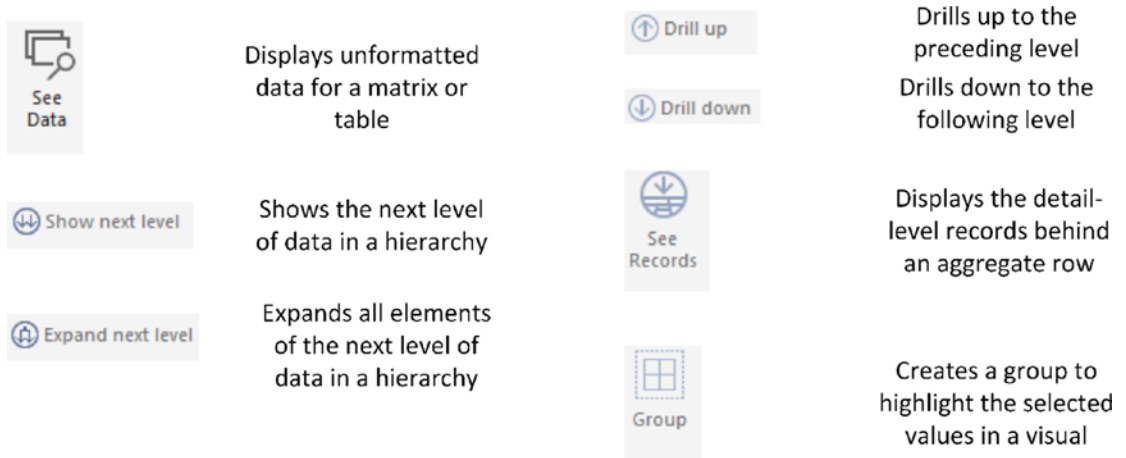 See
Data
Displays unformatted
data for a matrix or
table
Show next level
Shows the next level
of data in a hierarchy
Expand next level
Expands all elements
of the next level of
data in a hierarchy
Drill up
Drills up to the
preceding level
Drill down
Drills down to the
following level
See
Records
Displays the detail-
level records behind
an aggregate row
Group
Creates a group to
highlight the selected
values in a visual